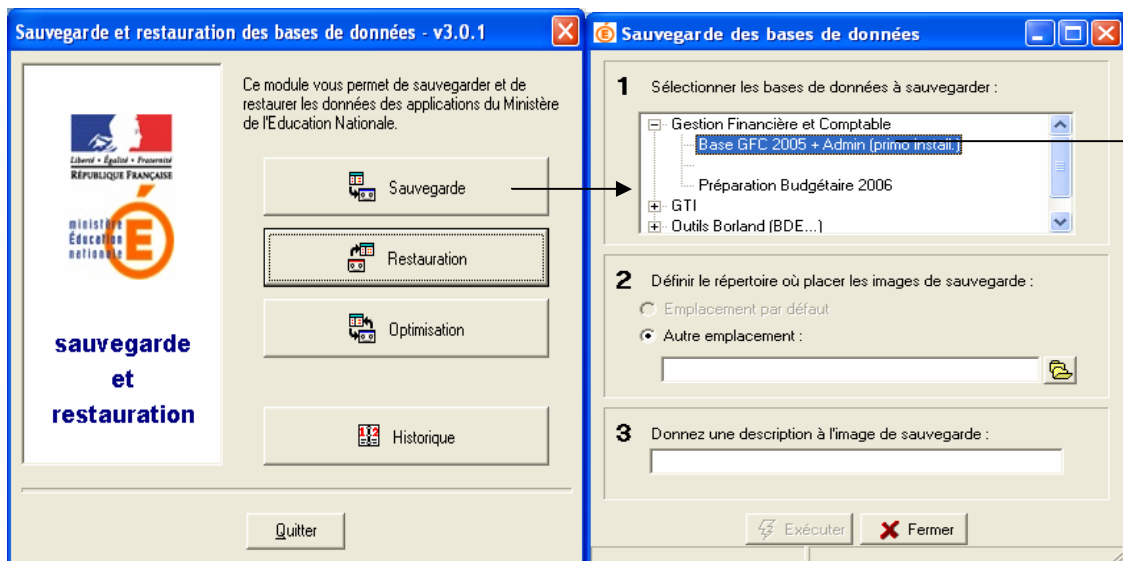 Sauvegarde et restauration des bases de données - v3.0.1
Ce module vous permet de sauvegarder et de
restaurer les données des applications du Ministère
de l'Education Nationale.
Liberté • Égalité • Fraternité
RÉPUBLIQUE FRANÇAISE
ministère
Éducation
nationale
sauvegarde
et
restauration
Sauvegarde
Restauration
Optimisation
Historique
Quitter
Sauvegarde des bases de données
1 Sélectionner les bases de données à sauvegarder :
Gestion Financière et Comptable
Base GFC 2005 + Admin (primo install.)
Préparation Budgétaire 2006
GTI
Outils Borland (BDE...)
2 Définir le répertoire où placer les images de sauvegarde :
Emplacement par défaut
Autre emplacement :
3 Donnez une description à l'image de sauvegarde :
Exécuter
Fermer